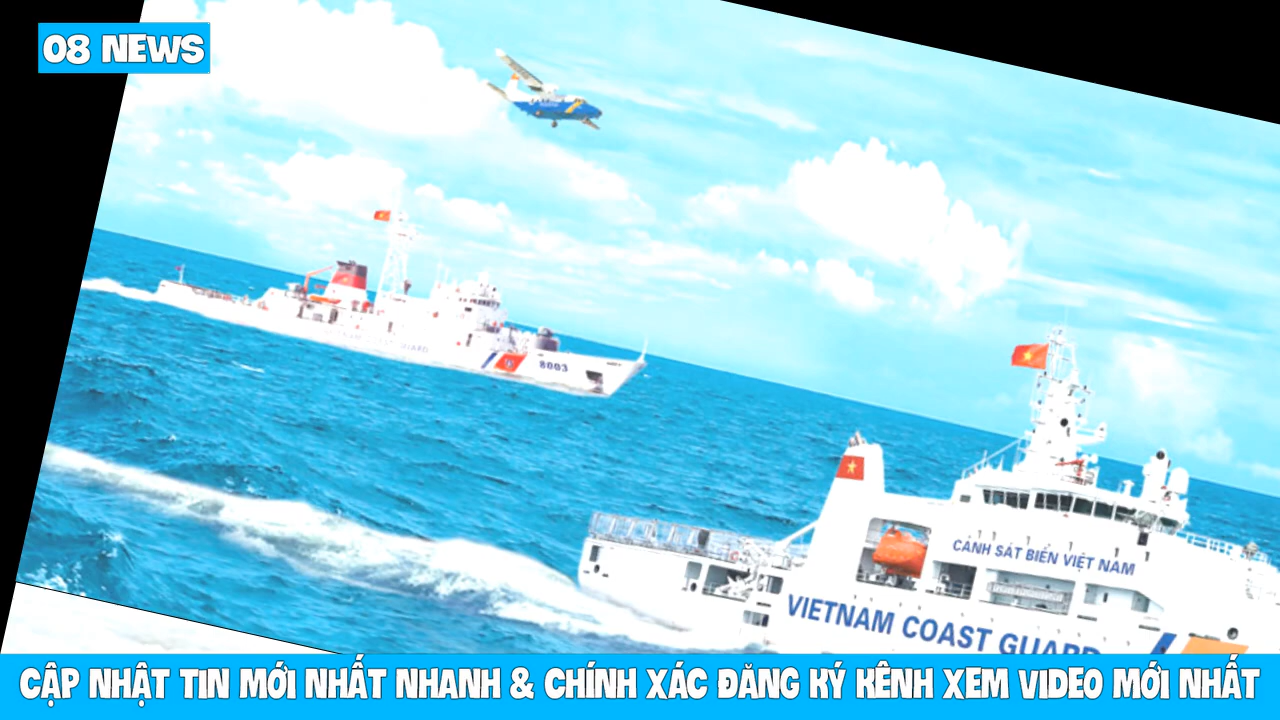 08 NEWS
8003
CẢNH SÁT BIỂN VIỆT NAM
VIETNAM COAST GUARD
CẬP NHẬT TIN MỚI NHẤT NHANH & CHÍNH XÁC ĐĂNG KÝ KÊNH XEM VIDEO MỚI NHẤT